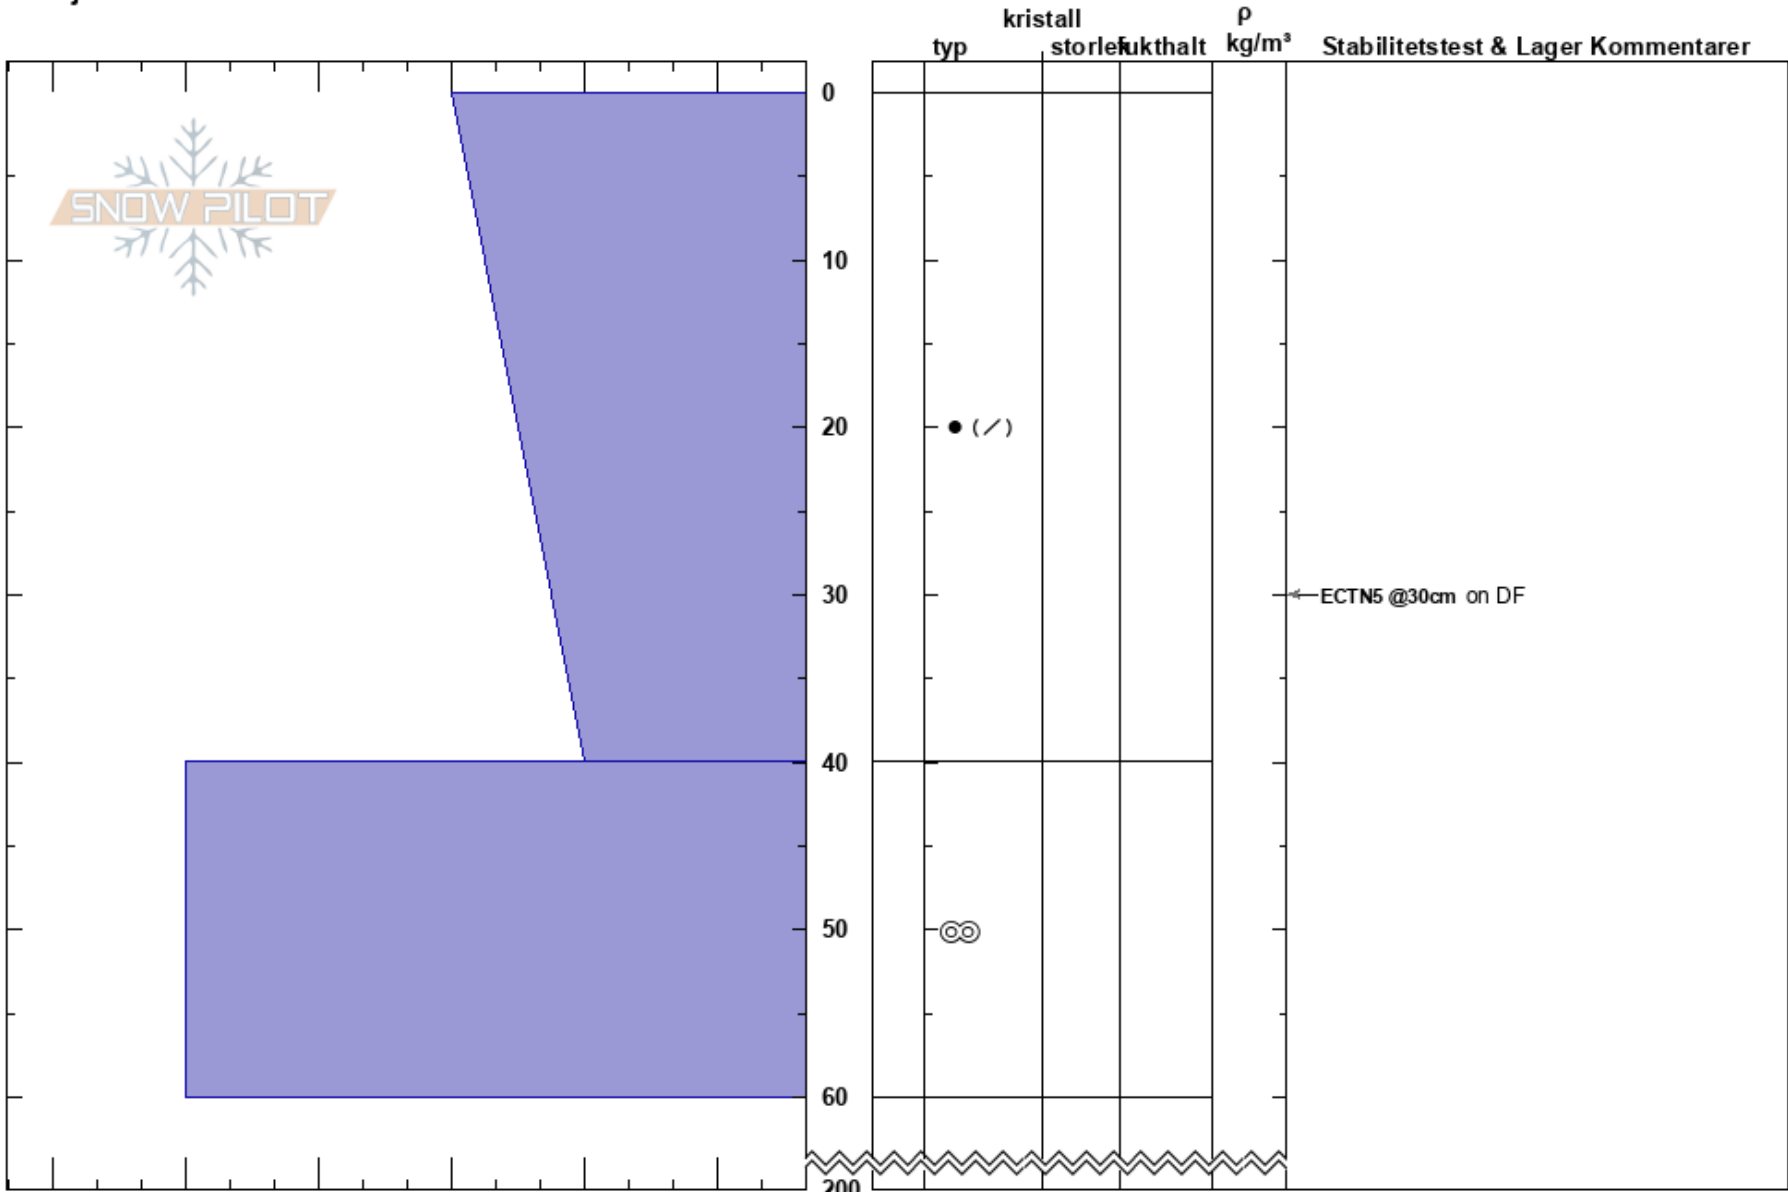 kristall ρ
typ storlek fukthalt kg/m³ Stabilitetstest & Lager Kommentarer
0
SNOW PILOT
10
20
30 ECTN5 @30cm on DF
40
50
60
200